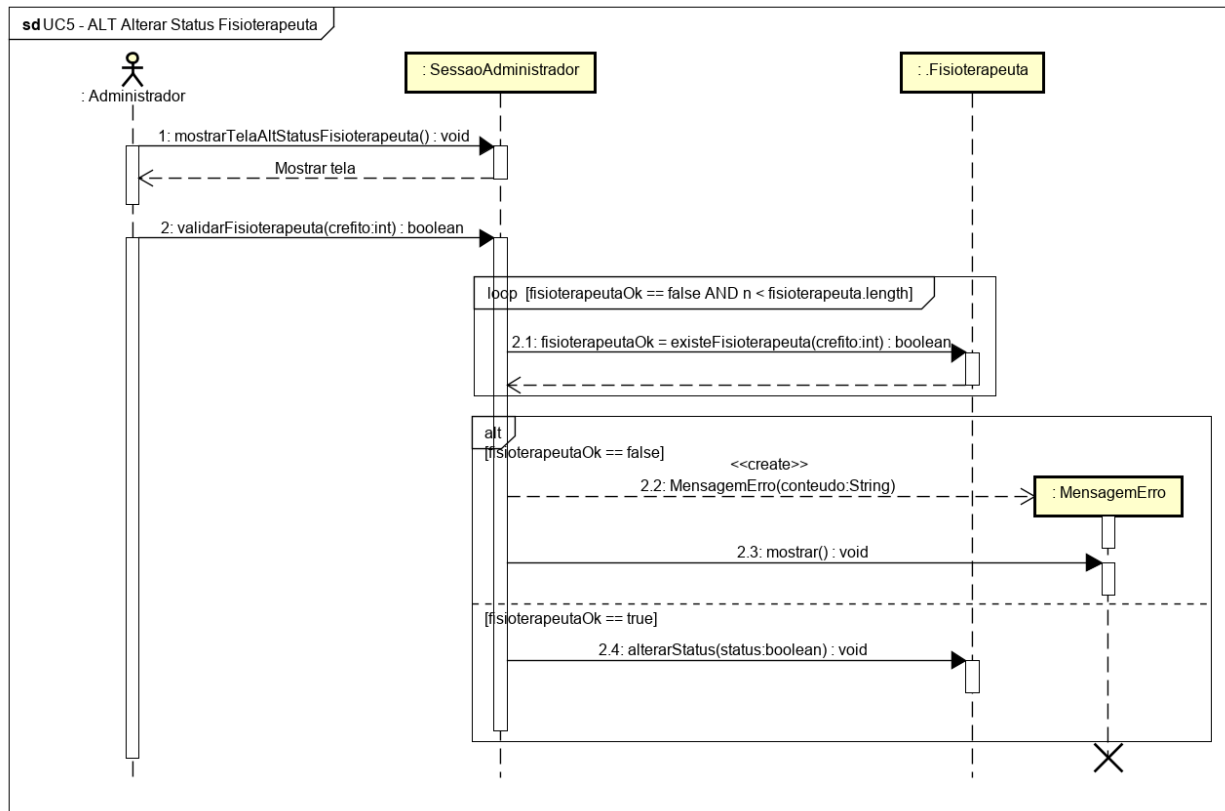 sd UC5 - ALT Alterar Status Fisioterapeuta
: Administrador
: SessaoAdministrador
: .Fisioterapeuta
1: mostrarTelaAltStatusFisioterapeuta() : void
Mostrar tela
2: validarFisioterapeuta(crefito:int) : boolean
loop [fisioterapeutaOk == false AND n < fisioterapeuta.length]
2.1: fisioterapeutaOk = existeFisioterapeuta(crefito:int) : boolean
alt
[fisioterapeutaOk == false]
<<create>>
2.2: MensagemErro(conteudo:String)
: MensagemErro
2.3: mostrar() : void
[fisioterapeutaOk == true]
2.4: alterarStatus(status:boolean) : void